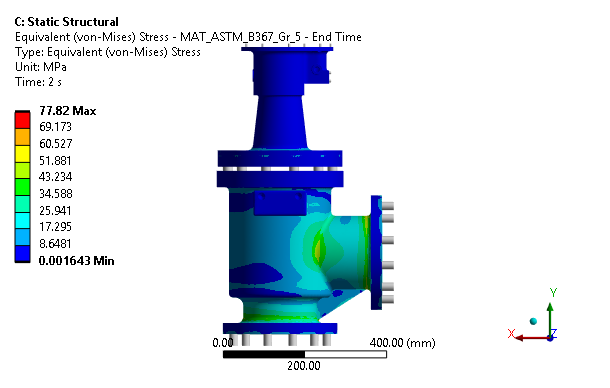 C: Static Structural
Equivalent (von-Mises) Stress - MAT_ASTM_B367_Gr_5 - End Time
Type: Equivalent (von-Mises) Stress
Unit: MPa
Time: 2 s
77.82 Max
69.173
60.527
51.881
43.234
34.588
25.941
17.295
8.6481
0.001643 Min
Y
X
Z
0.00
400.00 (mm)
200.00